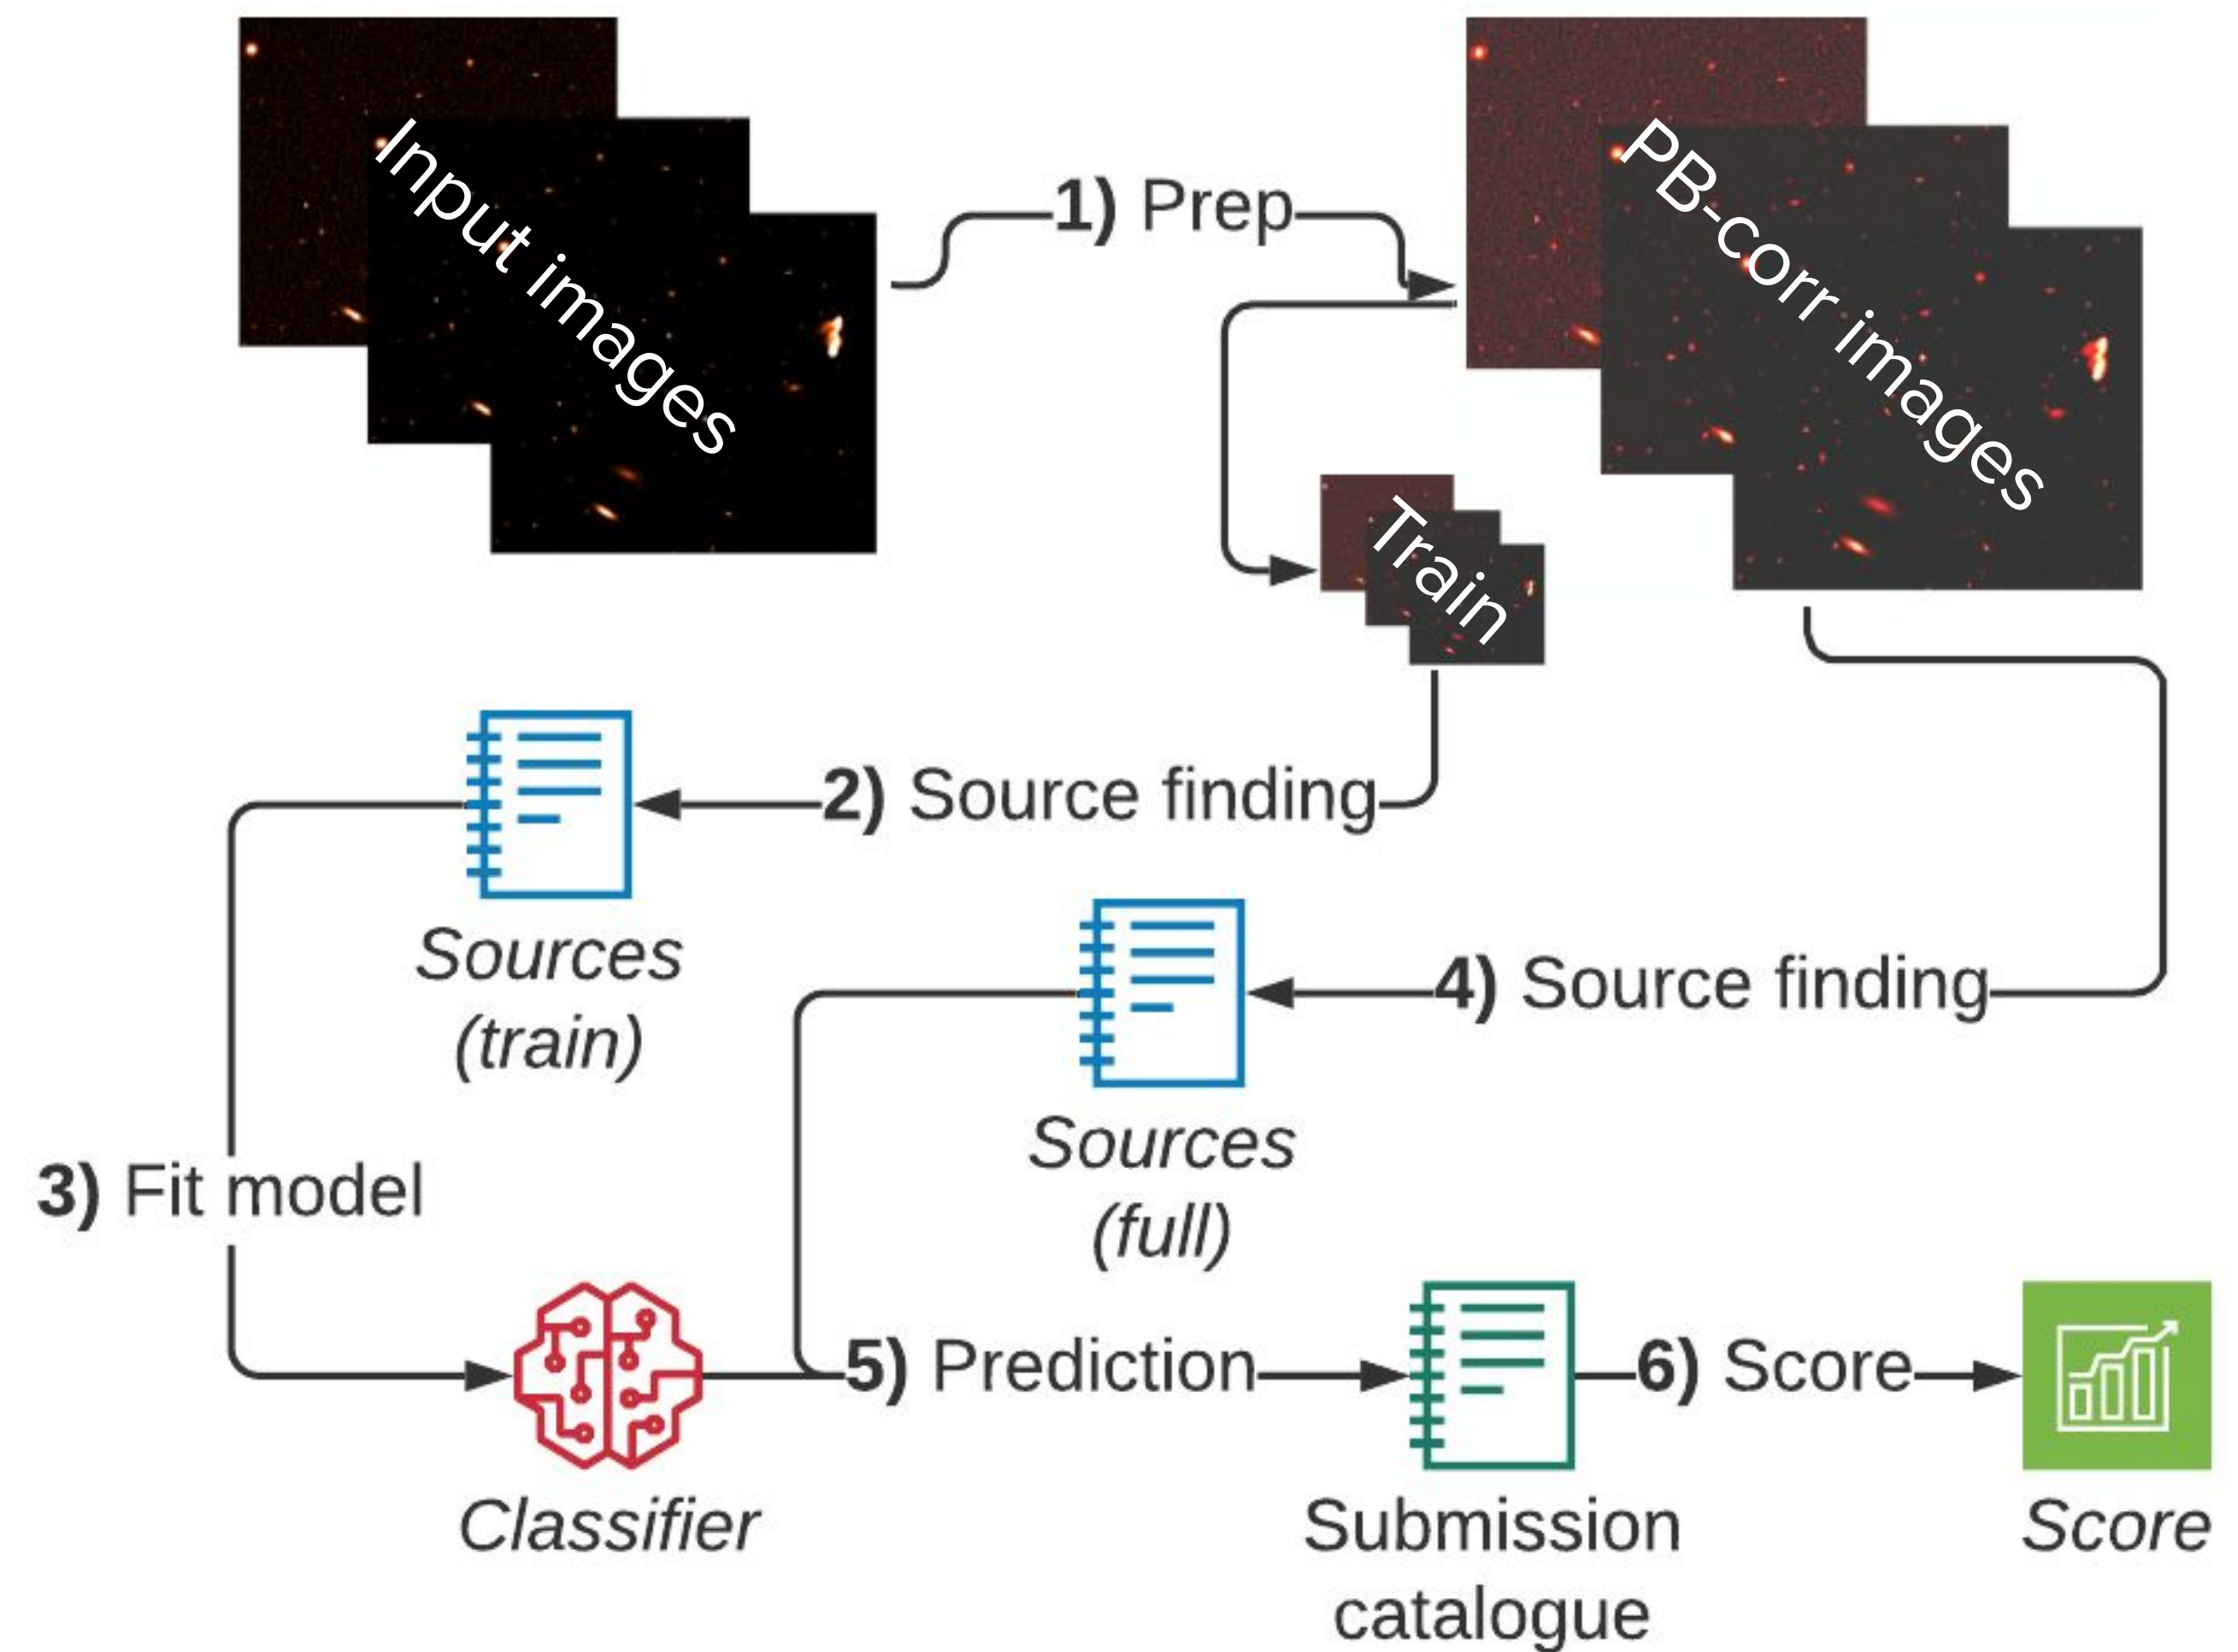 Input images
1) Prep
PB-corr images
Train
2) Source finding
Sources
(train)
4) Source finding
Sources
(full)
3) Fit model
Classifier
5) Prediction
Submission
catalogue
6) Score
Score